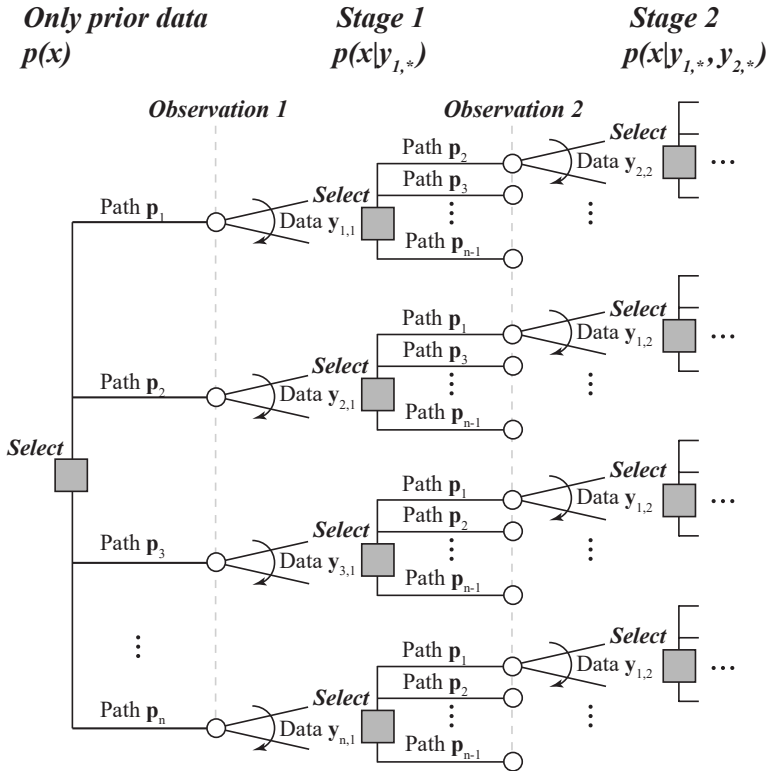 Only prior data
p(x)
Stage 1
p(x|y1,*)
Stage 2
p(x|y1,*, y2,*)
Observation 1
Observation 2
Select
Path p1
Data y1,1
Select
Path p2
Path p3
⋮
Path pn-1
Data y2,2
Select
...
⋮
Path p2
Data y2,1
Select
Path p1
Path p3
⋮
Path pn-1
Data y1,2
Select
...
⋮
Path p3
Data y3,1
Select
Path p1
Path p2
⋮
Path pn-1
Data y1,2
Select
...
⋮
⋮
Path pn
Data yn,1
Select
Path p1
Path p2
⋮
Path pn-1
Data y1,2
Select
...
⋮